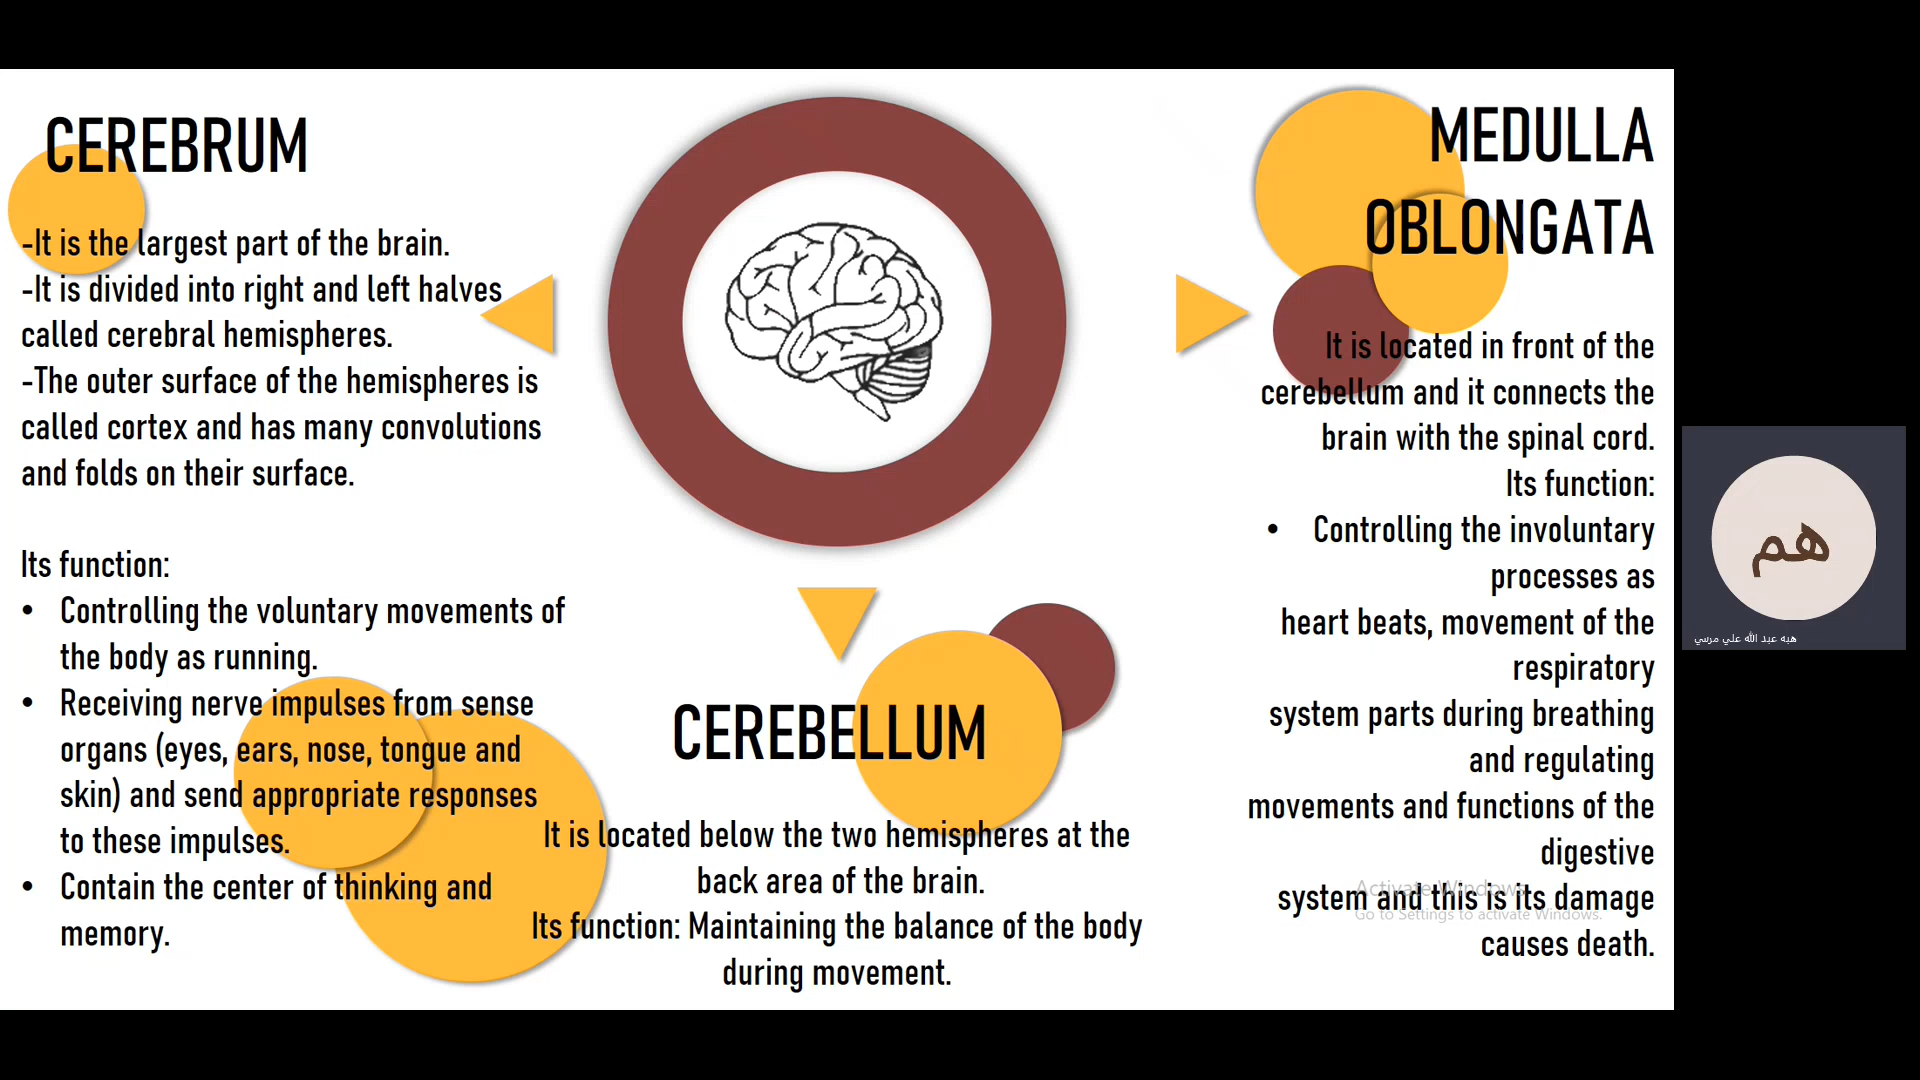 CEREBRUM
-It is the largest part of the brain.
-It is divided into right and left halves
called cerebral hemispheres.
-The outer surface of the hemispheres is
called cortex and has many convolutions
and folds on their surface.
Its function:
• Controlling the voluntary movements of
the body as running.
• Receiving nerve impulses from sense
organs (eyes, ears, nose, tongue and
skin) and send appropriate responses
to these impulses.
• Contain the center of thinking and
memory.
CEREBELLUM
It is located below the two hemispheres at the
back area of the brain.
Its function: Maintaining the balance of the body
during movement.
MEDULLA
OBLONGATA
It is located in front of the
cerebellum and it connects the
brain with the spinal cord.
Its function:
• Controlling the involuntary
processes as
heart beats, movement of the
respiratory
system parts during breathing
and regulating
movements and functions of the
digestive
system and this is its damage
causes death.
Activate Windows
Go to Settings to activate Windows.
هم
هبه عبد الله علي مرسي